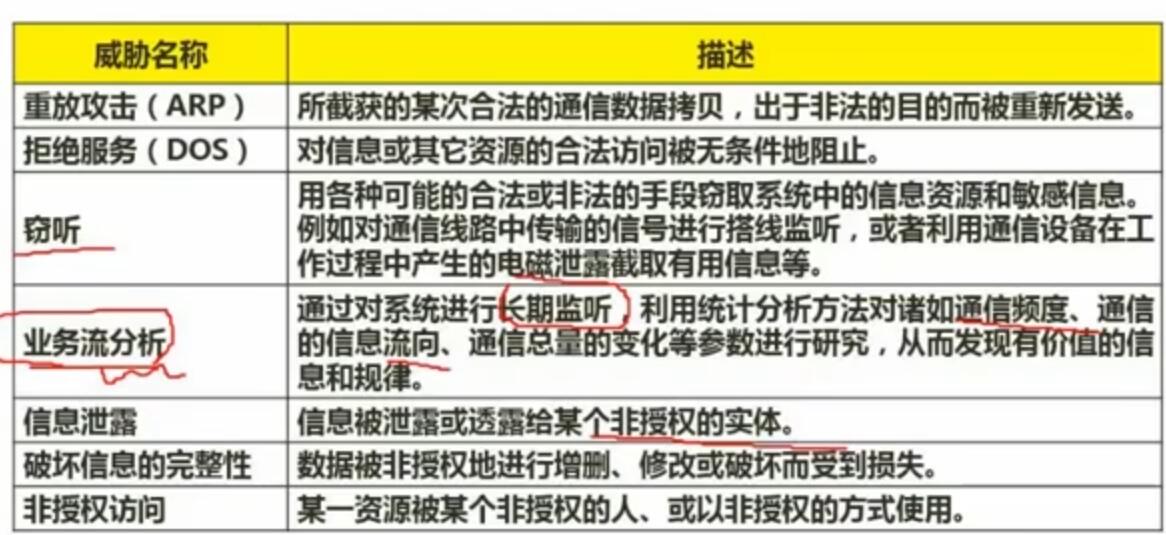 威胁名称 描述
重放攻击（ARP） 所截获的某次合法的通信数据拷贝，出于非法的目的而被重新发送。
拒绝服务（DOS） 对信息或其它资源的合法访问被无条件地阻止。
用各种可能的合法或非法的手段窃取系统中的信息资源和敏感信息。
窃听 例如对通信线路中传输的信号进行搭线监听，或者利用通信设备在工
作过程中产生的电磁泄露截取有用信息等。
通过对系统进行长期监听，利用统计分析方法对诸如通信频度、通信
业务流分析 的信息流向、通信总量的变化等参数进行研究，从而发现有价值的信
息和规律。
信息泄露 信息被泄露或透露给某个非授权的实体。
破坏信息的完整性 数据被非授权地进行增删、修改或破坏而受到损失。
非授权访问 某一资源被某个非授权的人、或以非授权的方式使用。